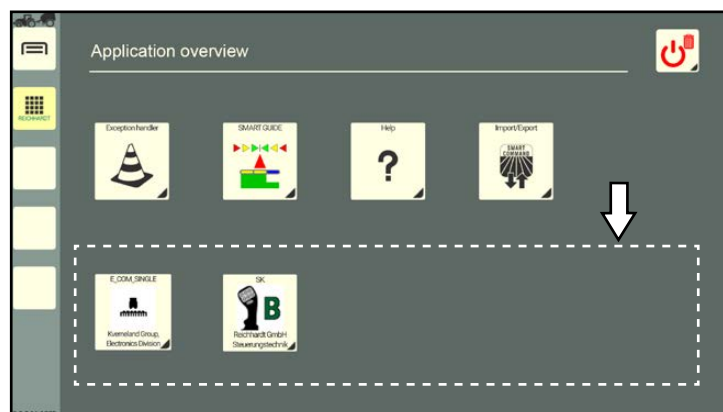 Application overview
REICHHARDT
Exception handler
SMART GUIDE
Help
?
Import/Export
SMART
COMMAND
E_COM_SINGLE
Kverneland Group,
Electronics Division
SK
B
Reichhardt GmbH
Steuerungstechnik